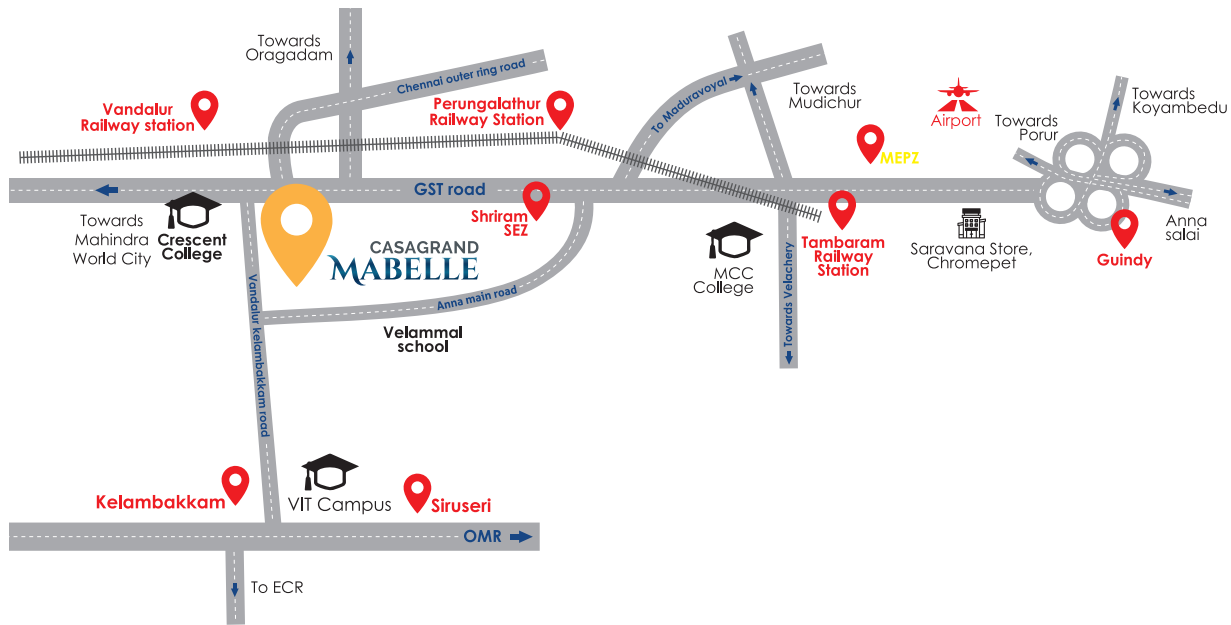 Towards
Oragadam
Chennai outer ring road
Vandalur
Railway station
Perungalathur
Railway Station
To Maduravoyal
Towards
Mudichur
Airport
Towards
Koyambedu
Towards
Porur
MEPZ
GST road
Towards
Mahindra
World City
Crescent
College
Shriram
SEZ
CASAGRAND
MABELLE
MCC
College
Tambaram
Railway
Station
Saravana Store,
Chromepet
Guindy
Anna
salai
Vandalur kelambakkam road
Anna main road
Towards Velachery
Velammal
school
Kelambakkam
VIT Campus
Siruseri
OMR
To ECR